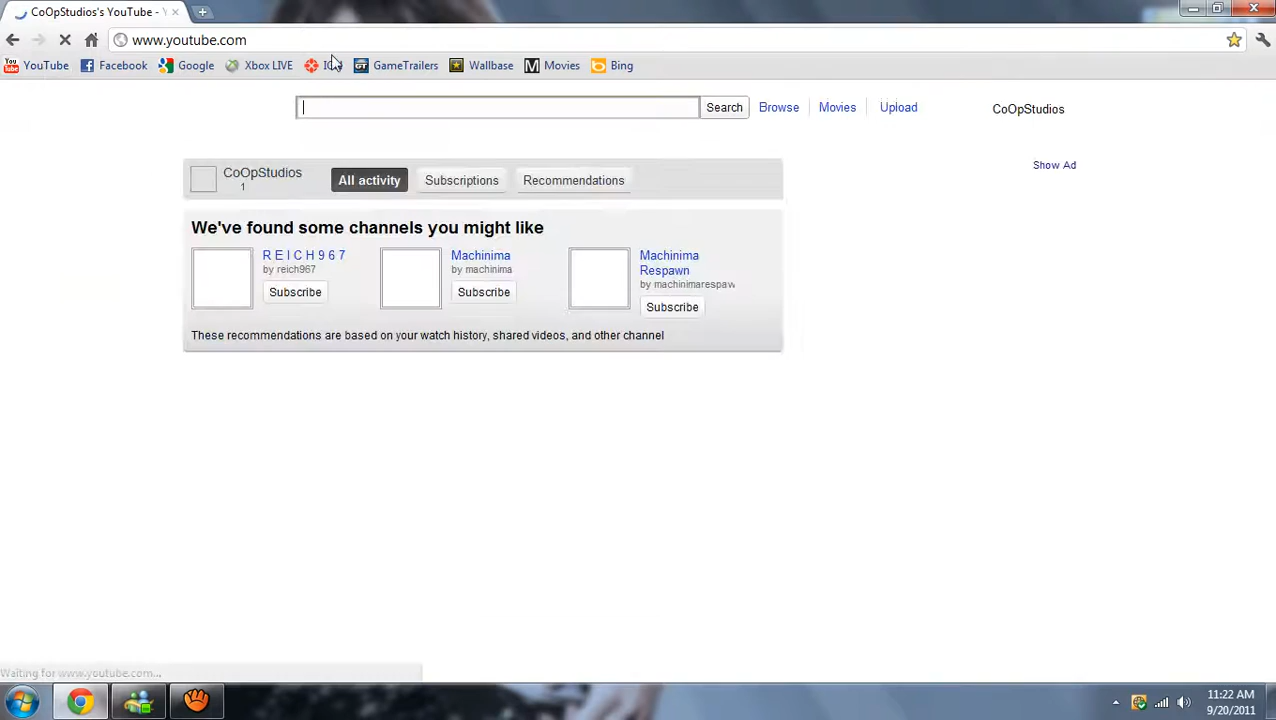 CoOpStudios's YouTube - Y
www.youtube.com
You Tube YouTube Facebook Google Xbox LIVE GT GameTrailers Wallbase M Movies Bing
Search Browse Movies Upload CoOpStudios
Show Ad
CoOpStudios
1
All activity Subscriptions Recommendations
We've found some channels you might like
R E I C H 9 6 7
by reich967
Subscribe
Machinima
by machinima
Subscribe
Machinima
Respawn
by machinimarespaw
Subscribe
These recommendations are based on your watch history, shared videos, and other channel
Waiting for www.youtube.com...
11:22 AM
9/20/2011